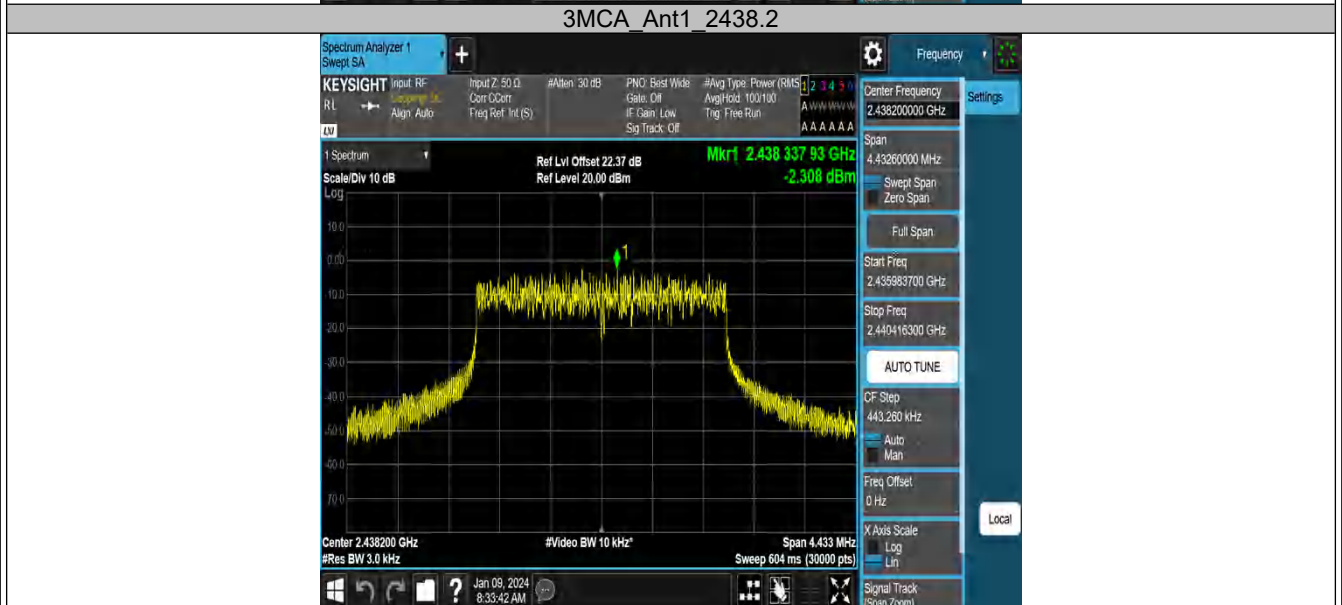 3MCA_Ant1_2438.2
Spectrum Analyzer 1
Swept SA
Frequency
KEYSIGHT
Input: RF
RL
Align: Auto
Input Z: 50 Ω
Corr CCorr
Freq Ref: Int (S)
#Atten: 30 dB
PNO: Best Wide
Gate: Off
IF Gain: Low
Sig Track: Off
#Avg Type: Power (RMS
Avg|Hold: 100/100
Trig: Free Run
1 2 3 4 5 6
A W W W W W
A A A A A A
LXI
1 Spectrum
Scale/Div 10 dB
Log
Ref Lvl Offset 22.37 dB
Ref Level 20.00 dBm
Mkr1 2.438 337 93 GHz
-2.308 dBm
1
10.0
0.00
-10.0
-20.0
-30.0
-40.0
-50.0
-60.0
-70.0
Center 2.438200 GHz
#Res BW 3.0 kHz
#Video BW 10 kHz*
Span 4.433 MHz
Sweep 604 ms (30000 pts)
Center Frequency
2.438200000 GHz
Settings
Span
4.43260000 MHz
Swept Span
Zero Span
Full Span
Start Freq
2.435983700 GHz
Stop Freq
2.440416300 GHz
AUTO TUNE
CF Step
443.260 kHz
Auto
Man
Freq Offset
0 Hz
X Axis Scale
Log
Lin
Local
Signal Track
(Span Zoom)
?
Jan 09, 2024
8:33:42 AM